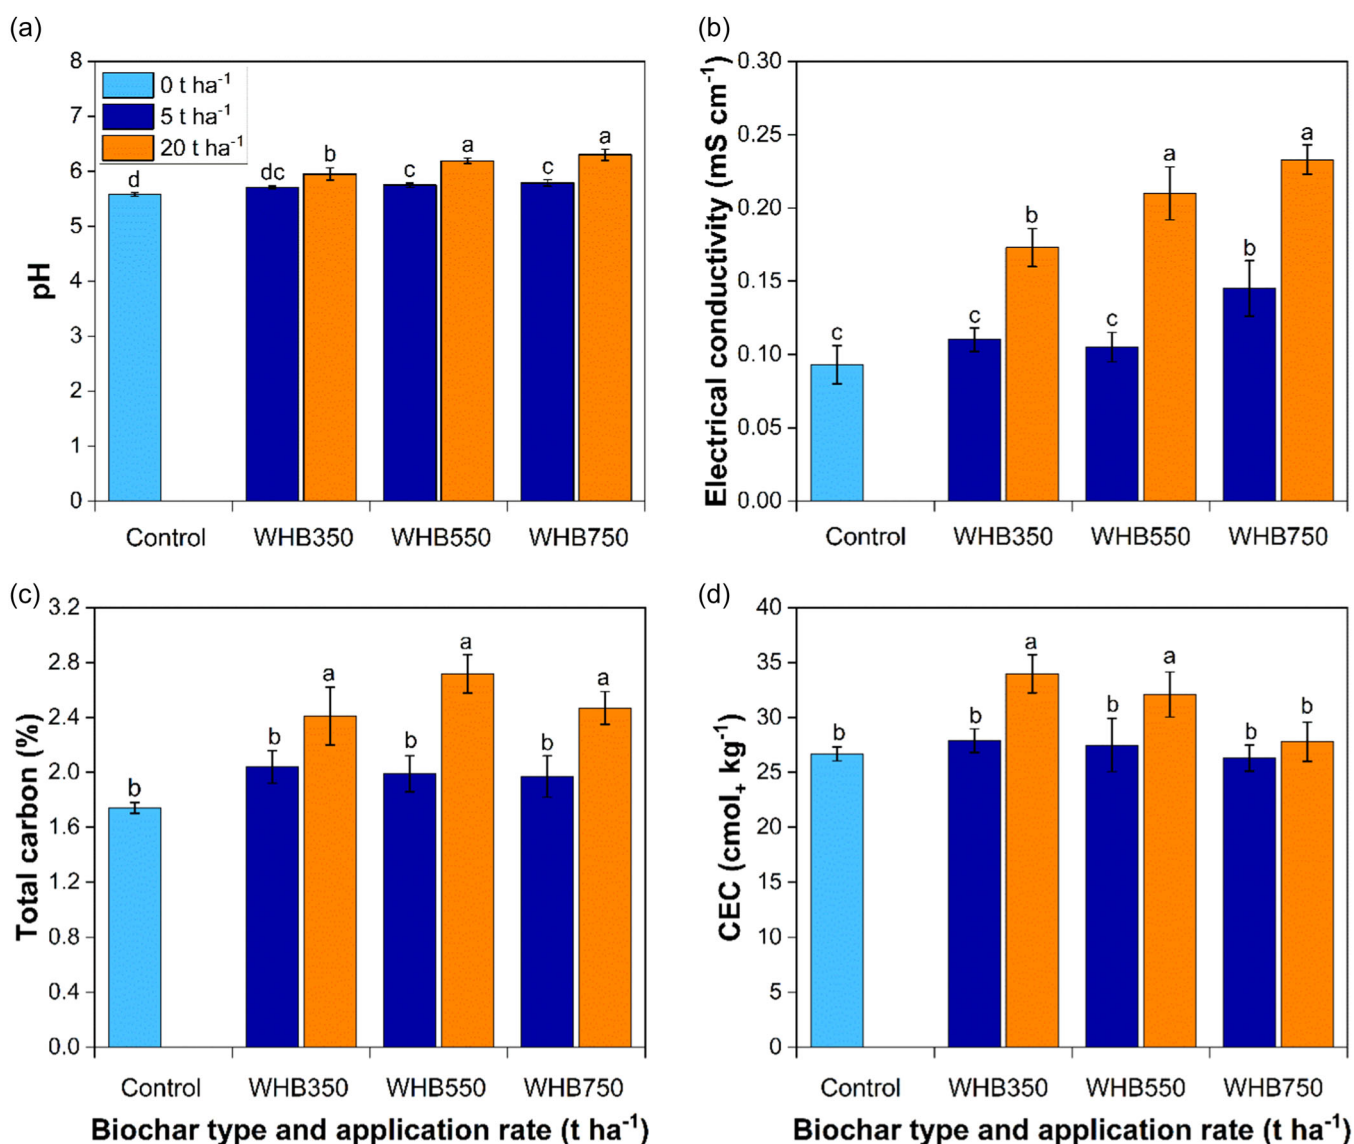 (a)
8
7
6
5
4
3
2
1
0
pH
0 t ha⁻¹
5 t ha⁻¹
20 t ha⁻¹
d
dc
b
c
a
c
a
Control
WHB350
WHB550
WHB750
(b)
0.30
0.25
0.20
0.15
0.10
0.05
0.00
Electrical conductivity (mS cm⁻¹)
c
c
b
c
a
b
a
Control
WHB350
WHB550
WHB750
(c)
3.2
2.8
2.4
2.0
1.6
1.2
0.8
0.4
0.0
Total carbon (%)
b
b
a
b
a
b
a
Control
WHB350
WHB550
WHB750
Biochar type and application rate (t ha⁻¹)
(d)
40
35
30
25
20
15
10
5
0
CEC (cmol₊ kg⁻¹)
b
b
a
b
a
b
b
Control
WHB350
WHB550
WHB750
Biochar type and application rate (t ha⁻¹)